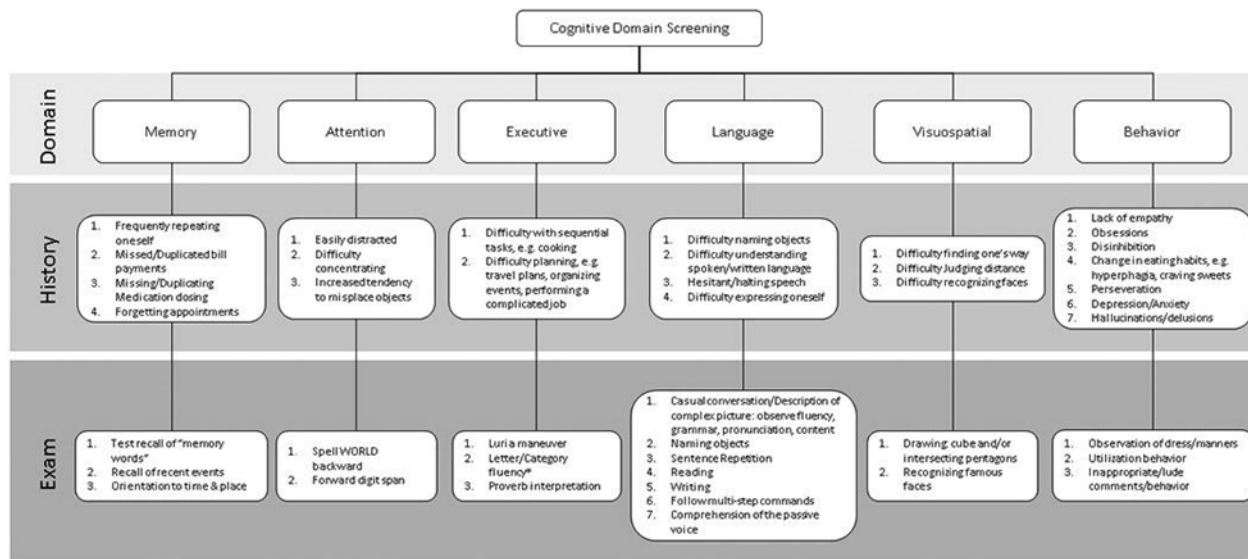 Cognitive Domain Screening
Domain
Memory
Attention
Executive
Language
Visuospatial
Behavior
History
1. Frequently repeating
oneself
2. Missed/Duplicated bill
payments
3. Missing/Duplicating
Medication dosing
4. Forgetting appointments
1. Easily distracted
2. Difficulty
concentrating
3. Increased tendency
to misplace objects
1. Difficulty with sequential
tasks, e.g. cooking
2. Difficulty planning, e.g.
travel plans, organizing
events, performing a
complicated job
1. Difficulty naming objects
2. Difficulty understanding
spoken/written language
3. Hesitant/halting speech
4. Difficulty expressing oneself
1. Difficulty finding one's way
2. Difficulty Judging distance
3. Difficulty recognizing faces
1. Lack of empathy
2. Obsessions
3. Disinhibition
4. Change in eating habits, e.g.
hyperphagia, craving sweets
5. Perseveration
6. Depression/Anxiety
7. Hallucinations/delusions
Exam
1. Test recall of "memory
words"
2. Recall of recent events
3. Orientation to time & place
1. Spell WORLD
backward
2. Forward digit span
1. Luria maneuver
2. Letter/Category
fluency*
3. Proverb interpretation
1. Casual conversation/Description of
complex picture: observe fluency,
grammar, pronunciation, content
2. Naming objects
3. Sentence Repetition
4. Reading
5. Writing
6. Follow multi-step commands
7. Comprehension of the passive
voice
1. Drawing: cube and/or
intersecting pentagons
2. Recognizing famous
faces
1. Observation of dress/manners
2. Utilization behavior
3. Inappropriate/lude
comments/behavior